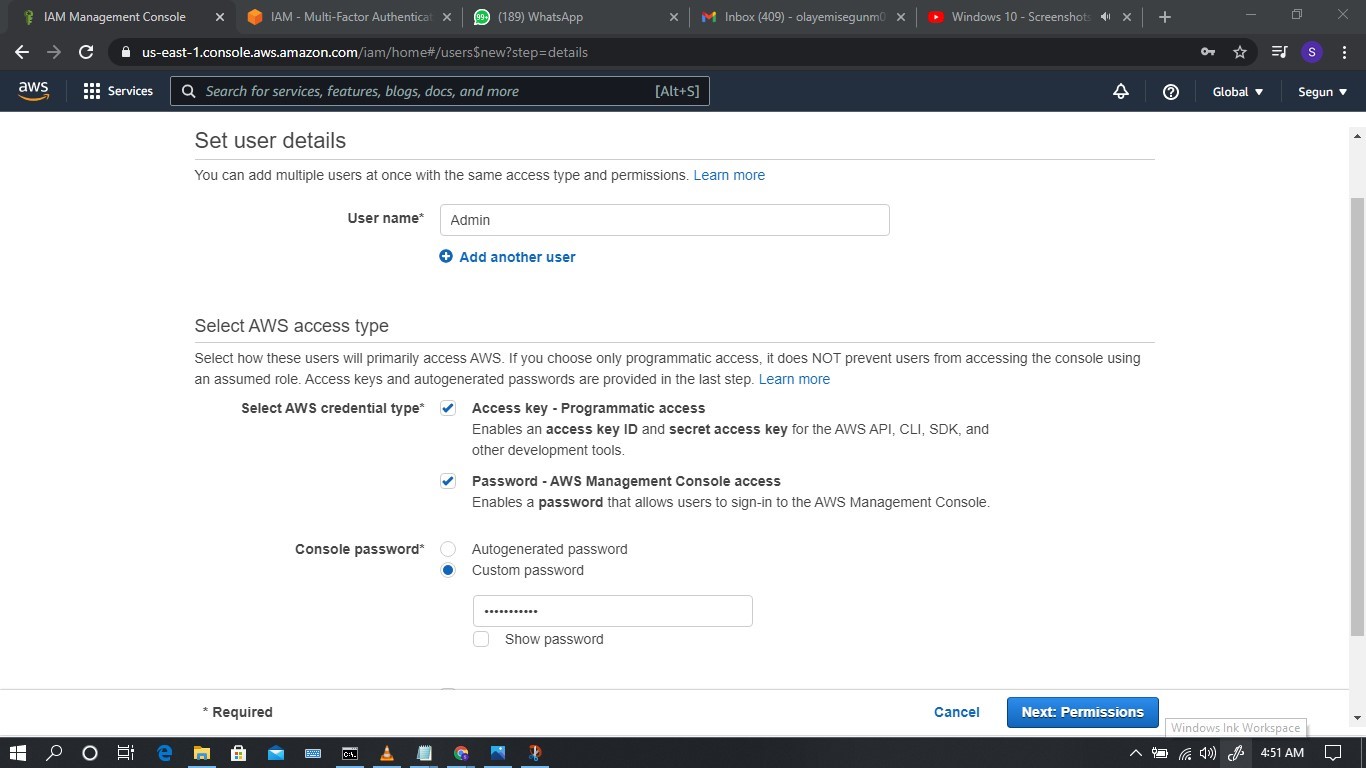 IAM Management Console
IAM - Multi-Factor Authenticat
(189) WhatsApp
Inbox (409) - olayemisegunm0
Windows 10 - Screenshots
us-east-1.console.aws.amazon.com/iam/home#/users$new?step=details
S
aws
Services
Search for services, features, blogs, docs, and more
[Alt+S]
Global
Segun
Set user details
You can add multiple users at once with the same access type and permissions. Learn more
User name*
Admin
Add another user
Select AWS access type
Select how these users will primarily access AWS. If you choose only programmatic access, it does NOT prevent users from accessing the console using
an assumed role. Access keys and autogenerated passwords are provided in the last step. Learn more
Select AWS credential type*
Access key - Programmatic access
Enables an access key ID and secret access key for the AWS API, CLI, SDK, and
other development tools.
Password - AWS Management Console access
Enables a password that allows users to sign-in to the AWS Management Console.
Console password*
Autogenerated password
Custom password
•••••••••••
Show password
* Required
Cancel
Next: Permissions
Windows Ink Workspace
4:51 AM